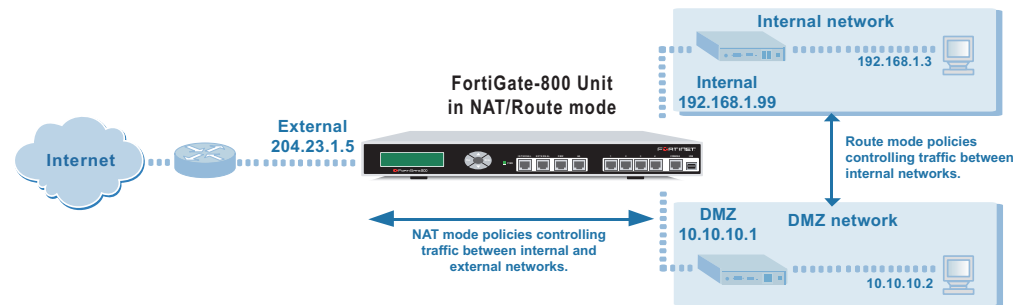 Internet
External
204.23.1.5
FortiGate-800 Unit
in NAT/Route mode
FORTINET
Internal network
192.168.1.3
Internal
192.168.1.99
Route mode policies
controlling traffic between
internal networks.
NAT mode policies controlling
traffic between internal and
external networks.
DMZ
10.10.10.1
DMZ network
10.10.10.2